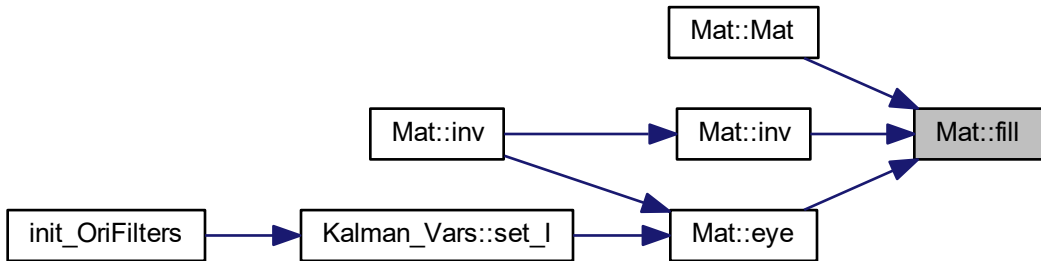 Mat::Mat
Mat::inv
Mat::inv
Mat::fill
init_OriFilters
Kalman_Vars::set_I
Mat::eye